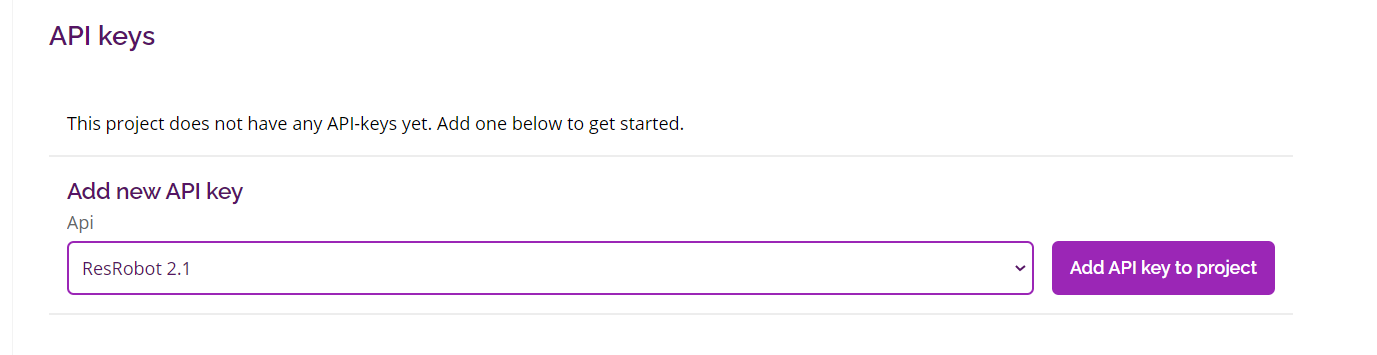 API keys
This project does not have any API-keys yet. Add one below to get started.
Add new API key
Api
ResRobot 2.1
Add API key to project